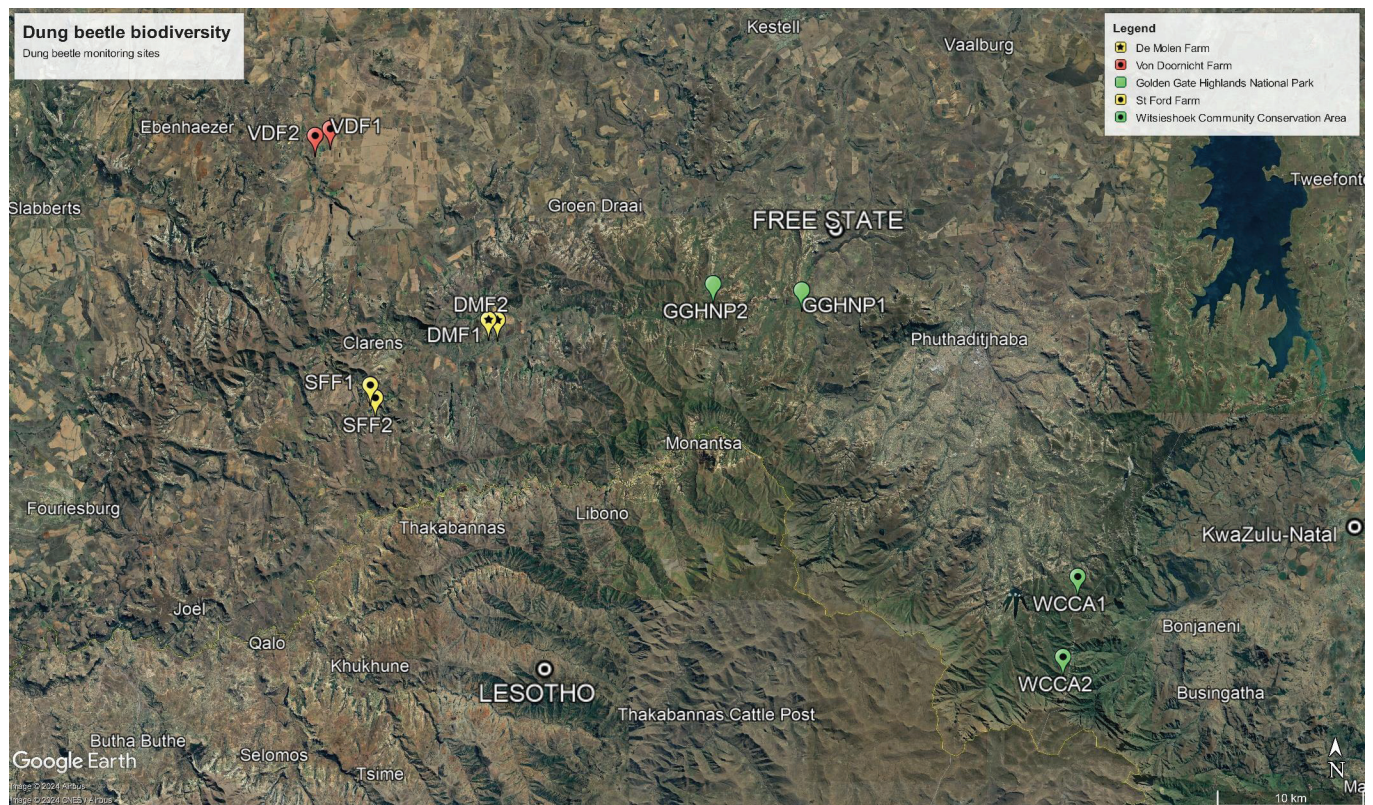 Dung beetle biodiversity
Dung beetle monitoring sites
Legend
De Molen Farm
Von Doornicht Farm
Golden Gate Highlands National Park
St Ford Farm
Witsieshoek Community Conservation Area
Kestell
Vaalburg
Ebenhaezer
VDF2
VDF1
Tweefonte
Slabberts
Groen Draai
FREE STATE
GGHNP2
GGHNP1
DMF2
DMF1
Clarens
Phuthaditjhaba
SFF1
SFF2
Monantsa
Fouriesburg
Thakabannas
Libono
KwaZulu-Natal
WCCA1
Joel
Bonjaneni
Qalo
Khukhune
LESOTHO
WCCA2
Busingatha
Thakabannas Cattle Post
Butha Buthe
Selomos
Tsime
Google Earth
Image © 2024 Airbus
Image © 2024 CNES / Airbus
N
Ma
10 km